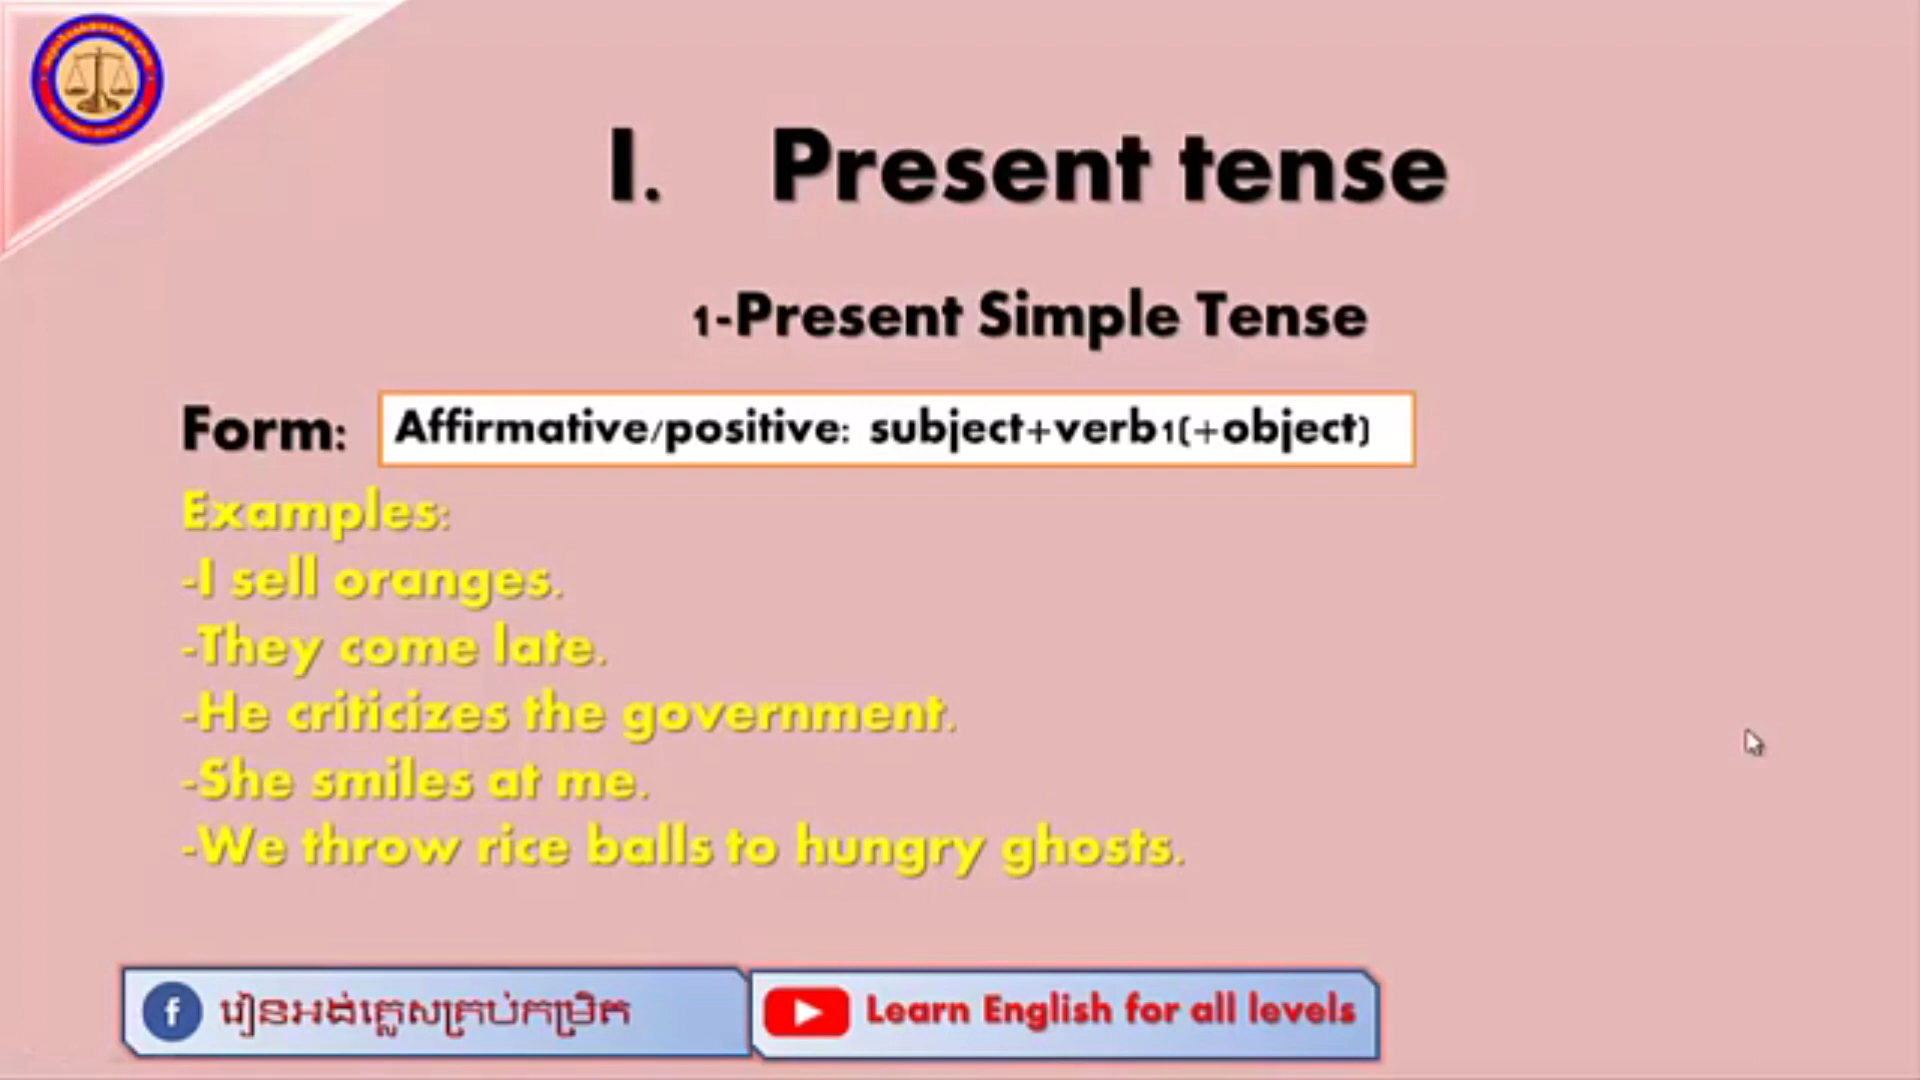 I. Present tense
1-Present Simple Tense
Form: Affirmative/positive: subject+verb1(+object)
Examples:
-I sell oranges.
-They come late.
-He criticizes the government.
-She smiles at me.
-We throw rice balls to hungry ghosts.
រៀនអង់គ្លេសគ្រប់កម្រិត
Learn English for all levels